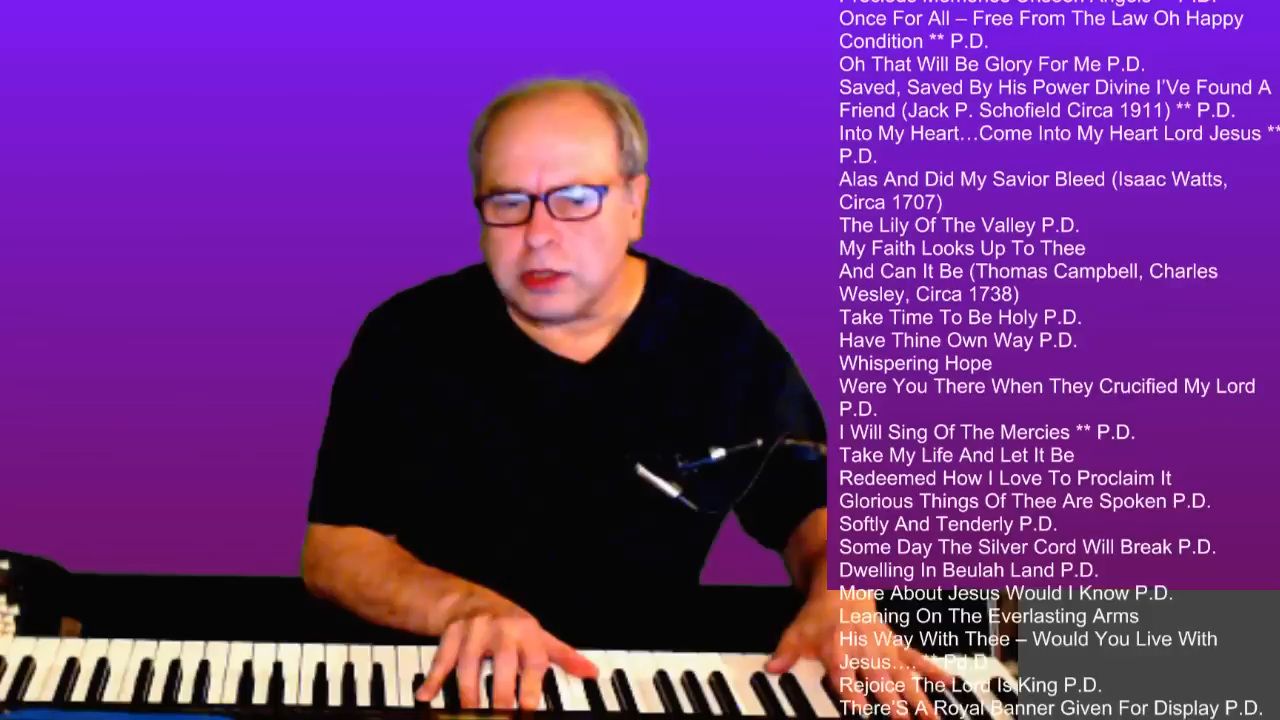 Precious Memories Unseen Angels ** P.D.
Once For All – Free From The Law Oh Happy
Condition ** P.D.
Oh That Will Be Glory For Me P.D.
Saved, Saved By His Power Divine I'Ve Found A
Friend (Jack P. Schofield Circa 1911) ** P.D.
Into My Heart…Come Into My Heart Lord Jesus **
P.D.
Alas And Did My Savior Bleed (Isaac Watts,
Circa 1707)
The Lily Of The Valley P.D.
My Faith Looks Up To Thee
And Can It Be (Thomas Campbell, Charles
Wesley, Circa 1738)
Take Time To Be Holy P.D.
Have Thine Own Way P.D.
Whispering Hope
Were You There When They Crucified My Lord
P.D.
I Will Sing Of The Mercies ** P.D.
Take My Life And Let It Be
Redeemed How I Love To Proclaim It
Glorious Things Of Thee Are Spoken P.D.
Softly And Tenderly P.D.
Some Day The Silver Cord Will Break P.D.
Dwelling In Beulah Land P.D.
More About Jesus Would I Know P.D.
Leaning On The Everlasting Arms
His Way With Thee – Would You Live With
Jesus…. ** Pd.D
Rejoice The Lord Is King P.D.
There'S A Royal Banner Given For Display P.D.